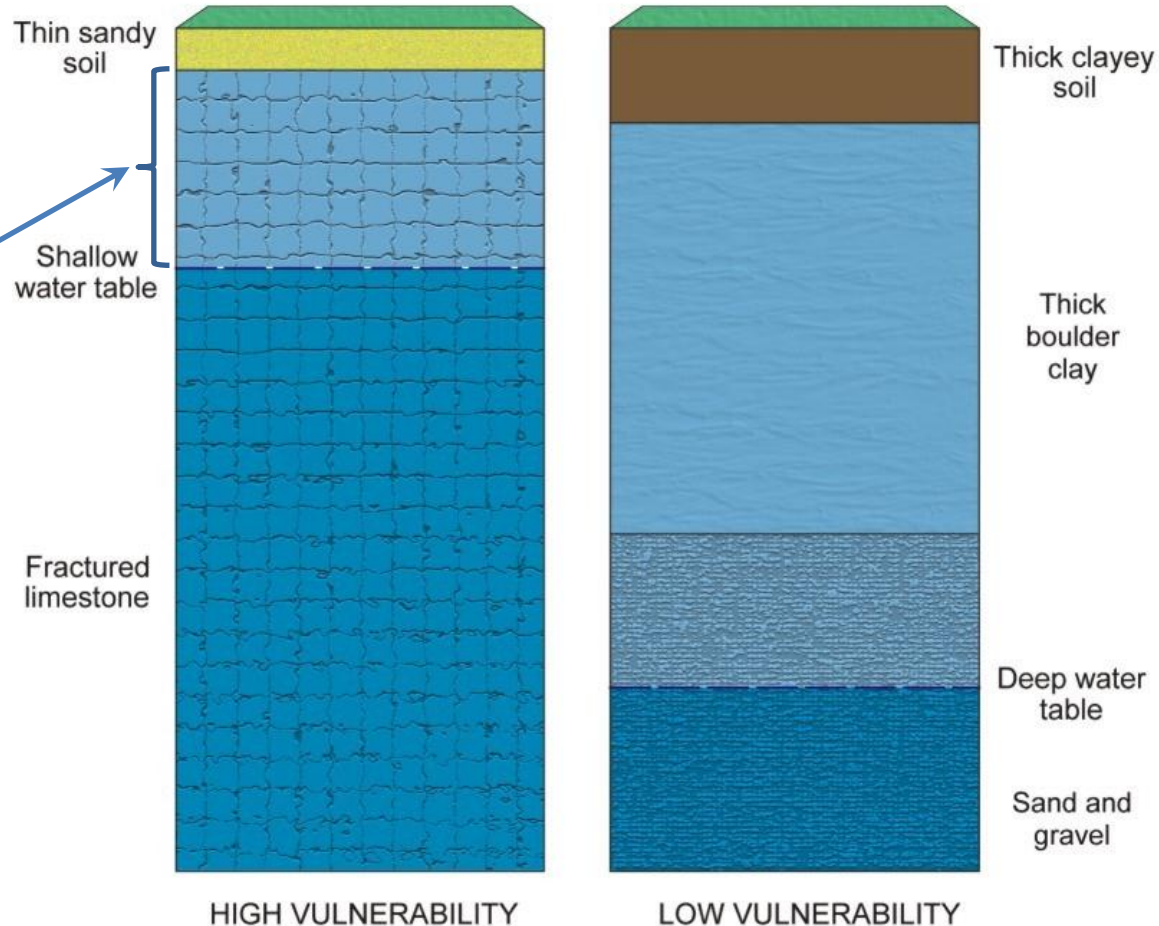 Thin sandy
soil
Shallow
water table
Fractured
limestone
HIGH VULNERABILITY
Thick clayey
soil
Thick
boulder
clay
Deep water
table
Sand and
gravel
LOW VULNERABILITY